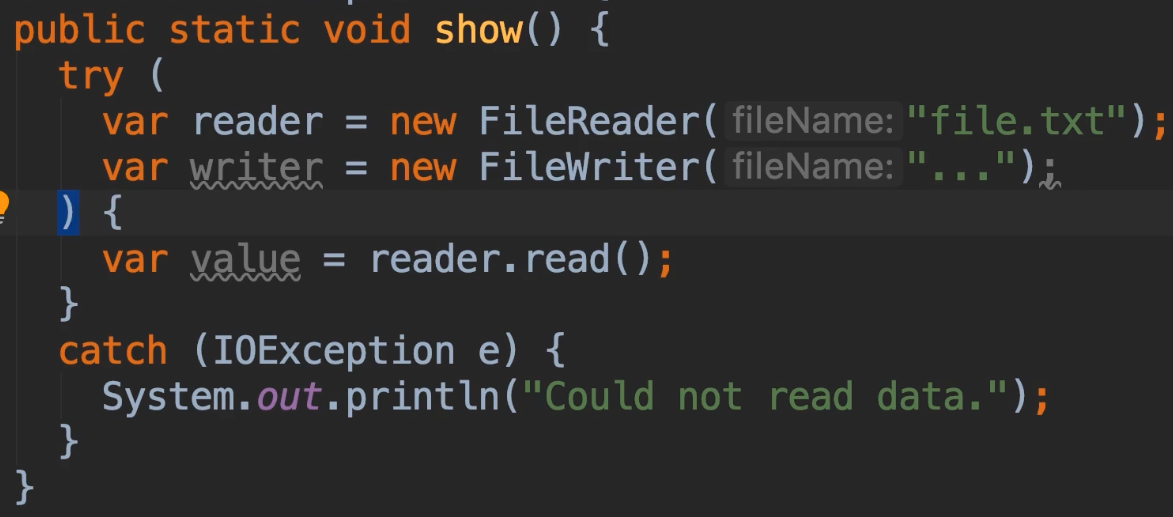 public static void show() {
try (
var reader = new FileReader( fileName: "file.txt");
var writer = new FileWriter( fileName: "...");
) {
var value = reader.read();
}
catch (IOException e) {
System.out.println("Could not read data.");
}
}